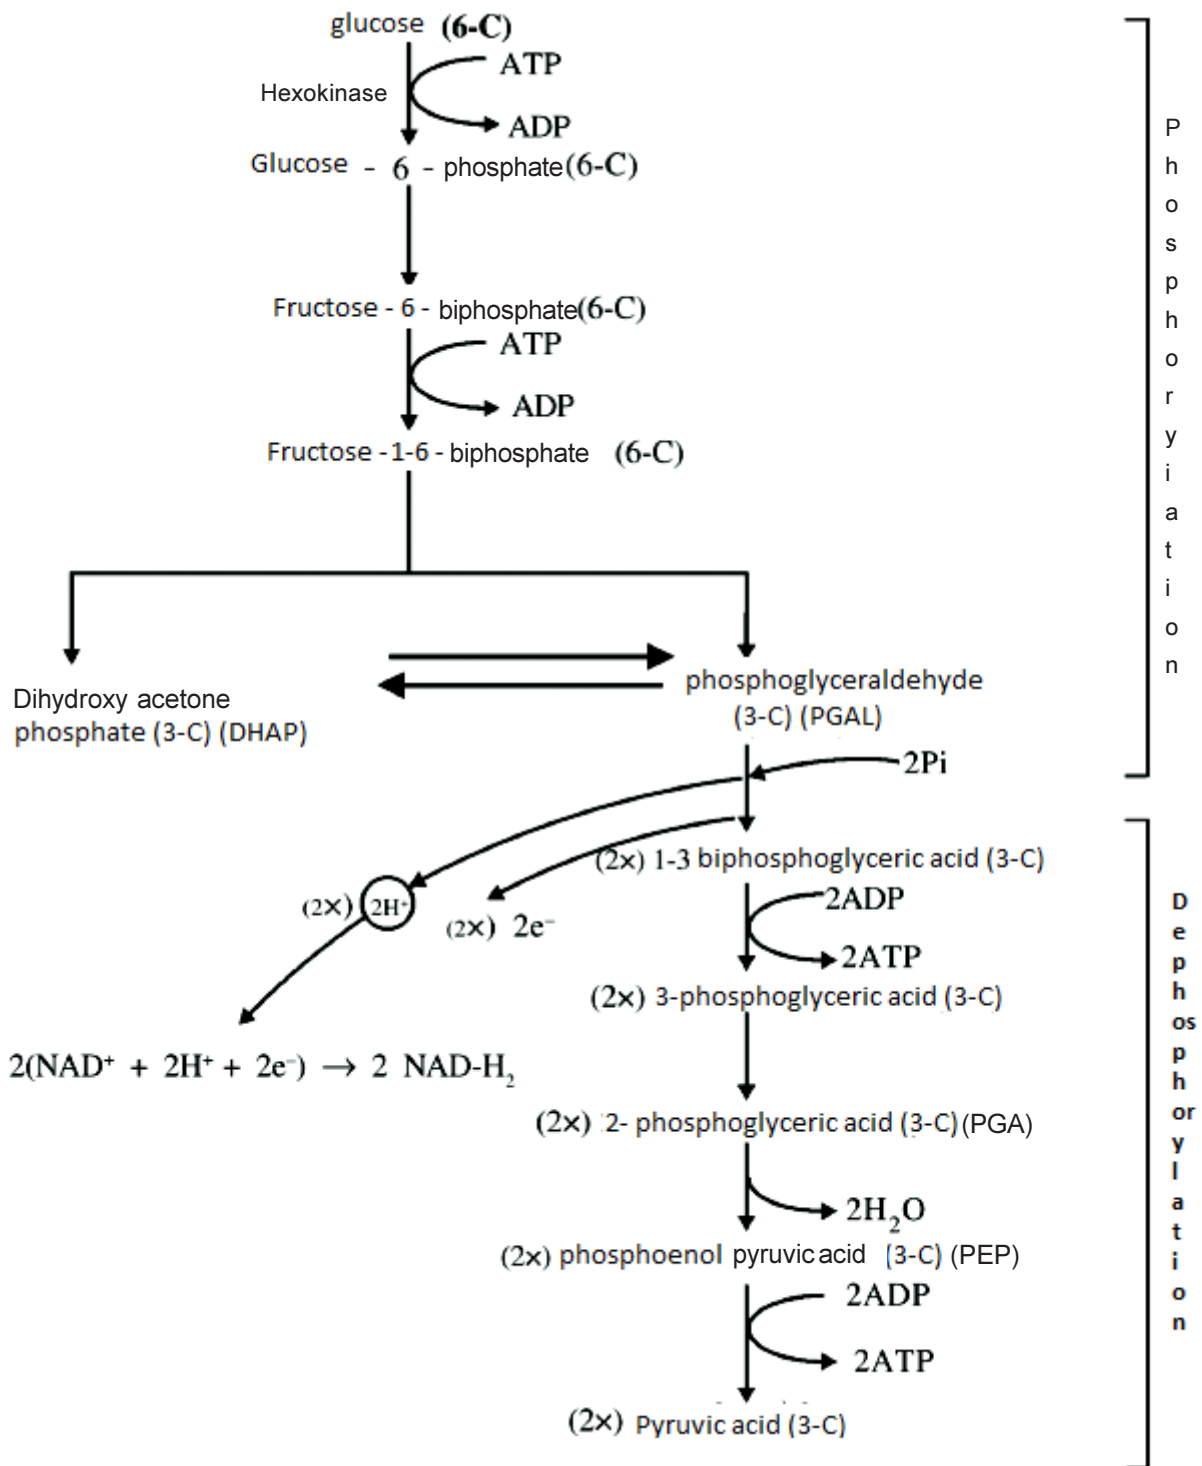 glucose (6-C)
ATP
Hexokinase
ADP
Glucose - 6 - phosphate (6-C)
Fructose - 6 - biphosphate (6-C)
ATP
ADP
Fructose -1-6 - biphosphate (6-C)
Dihydroxy acetone
phosphate (3-C) (DHAP)
phosphoglyceraldehyde
(3-C) (PGAL)
2Pi
(2×) 1-3 biphosphoglyceric acid (3-C)
(2×) 2H⁺
(2×) 2e⁻
2ADP
2ATP
(2×) 3-phosphoglyceric acid (3-C)
2(NAD⁺ + 2H⁺ + 2e⁻) → 2 NAD-H₂
(2×) 2- phosphoglyceric acid (3-C) (PGA)
2H₂O
(2×) phosphoenol pyruvic acid (3-C) (PEP)
2ADP
2ATP
(2×) Pyruvic acid (3-C)
Phosphoryiation
Dephosphorylation